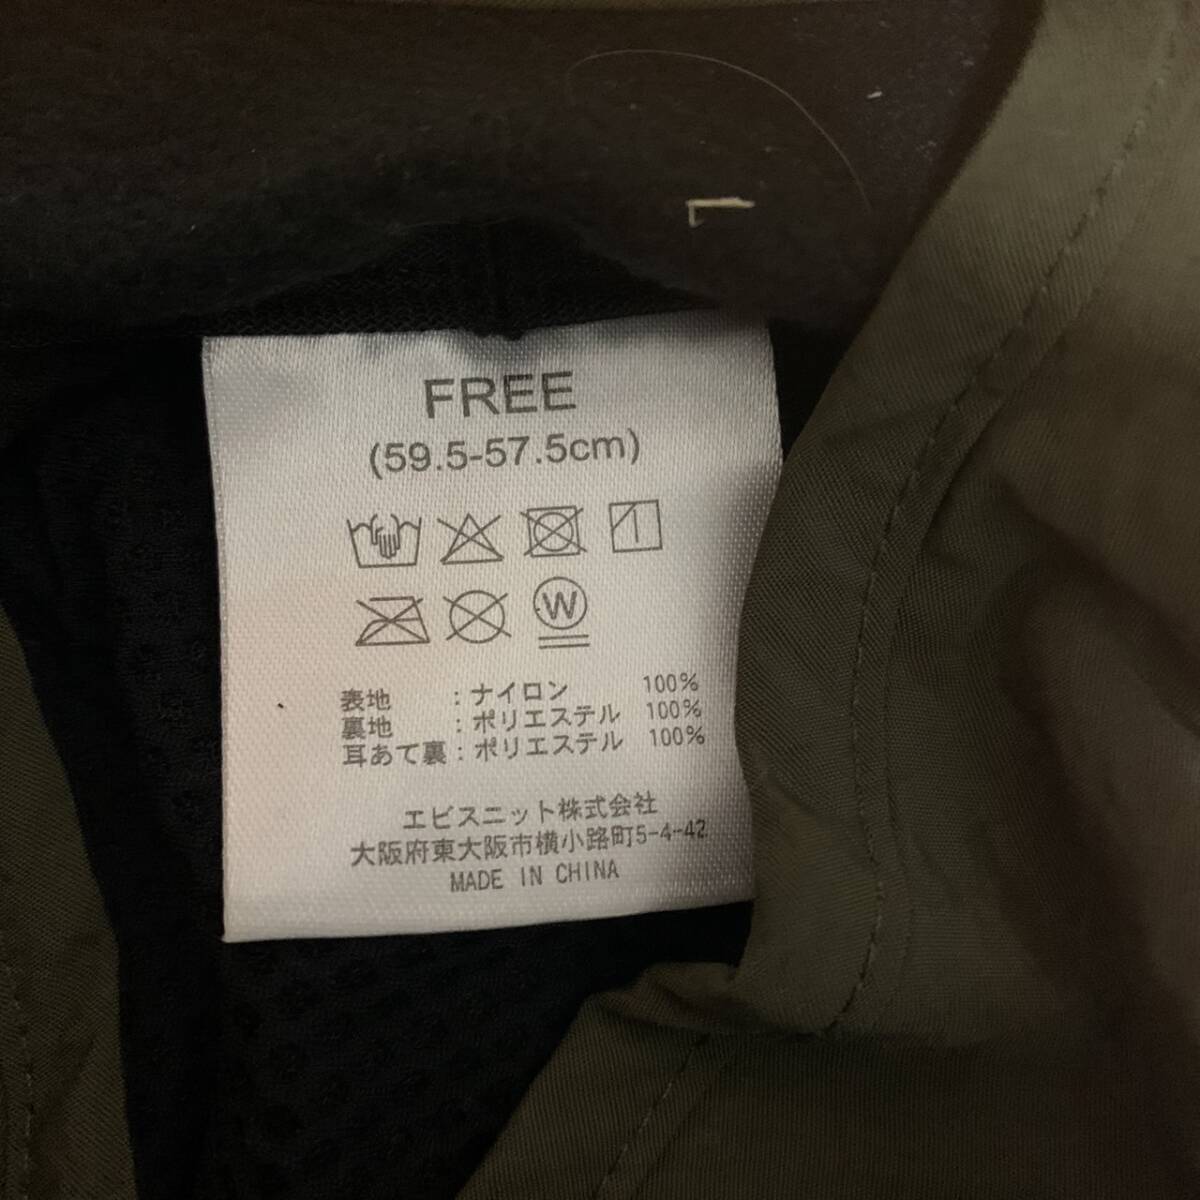 FREE
(59.5-57.5cm)
W
表地 : ナイロン 100%
裏地 : ポリエステル 100%
耳あて裏 : ポリエステル 100%
エビスニット株式会社
大阪府東大阪市横小路町5-4-42
MADE IN CHINA